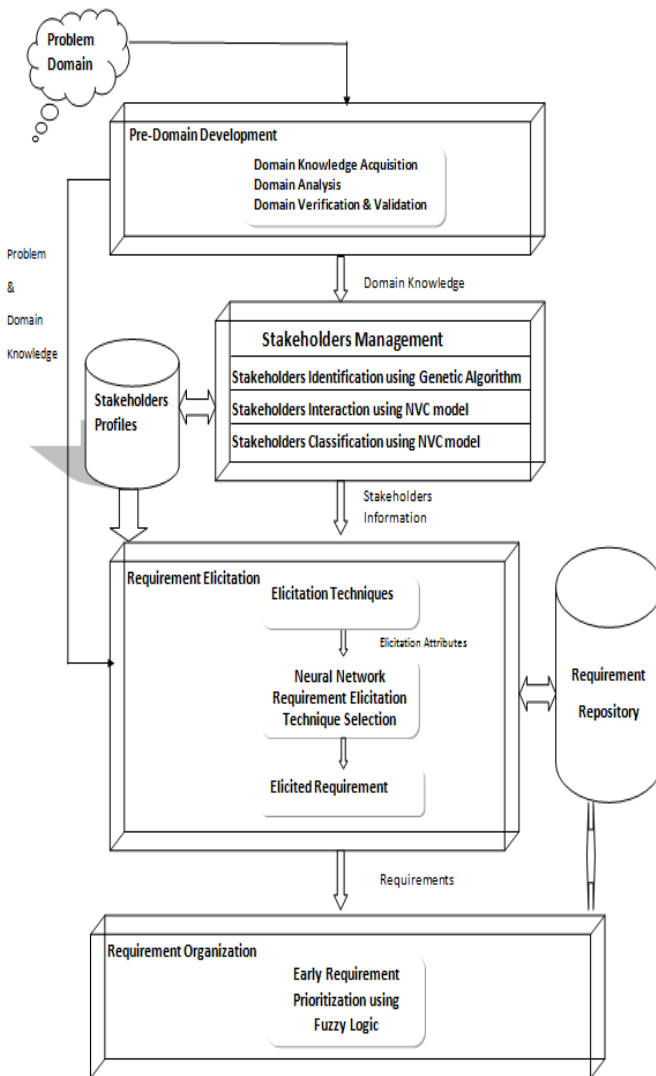 Problem
Domain
Pre-Domain Development
Domain Knowledge Acquisition
Domain Analysis
Domain Verification & Validation
Problem
&
Domain
Knowledge
Domain Knowledge
Stakeholders Management
Stakeholders Identification using Genetic Algorithm
Stakeholders Interaction using NVC model
Stakeholders Classification using NVC model
Stakeholders
Profiles
Stakeholders
Information
Requirement Elicitation
Elicitation Techniques
Elicitation Attributes
Neural Network
Requirement Elicitation
Technique Selection
Elicited Requirement
Requirement
Repository
Requirements
Requirement Organization
Early Requirement
Prioritization using
Fuzzy Logic